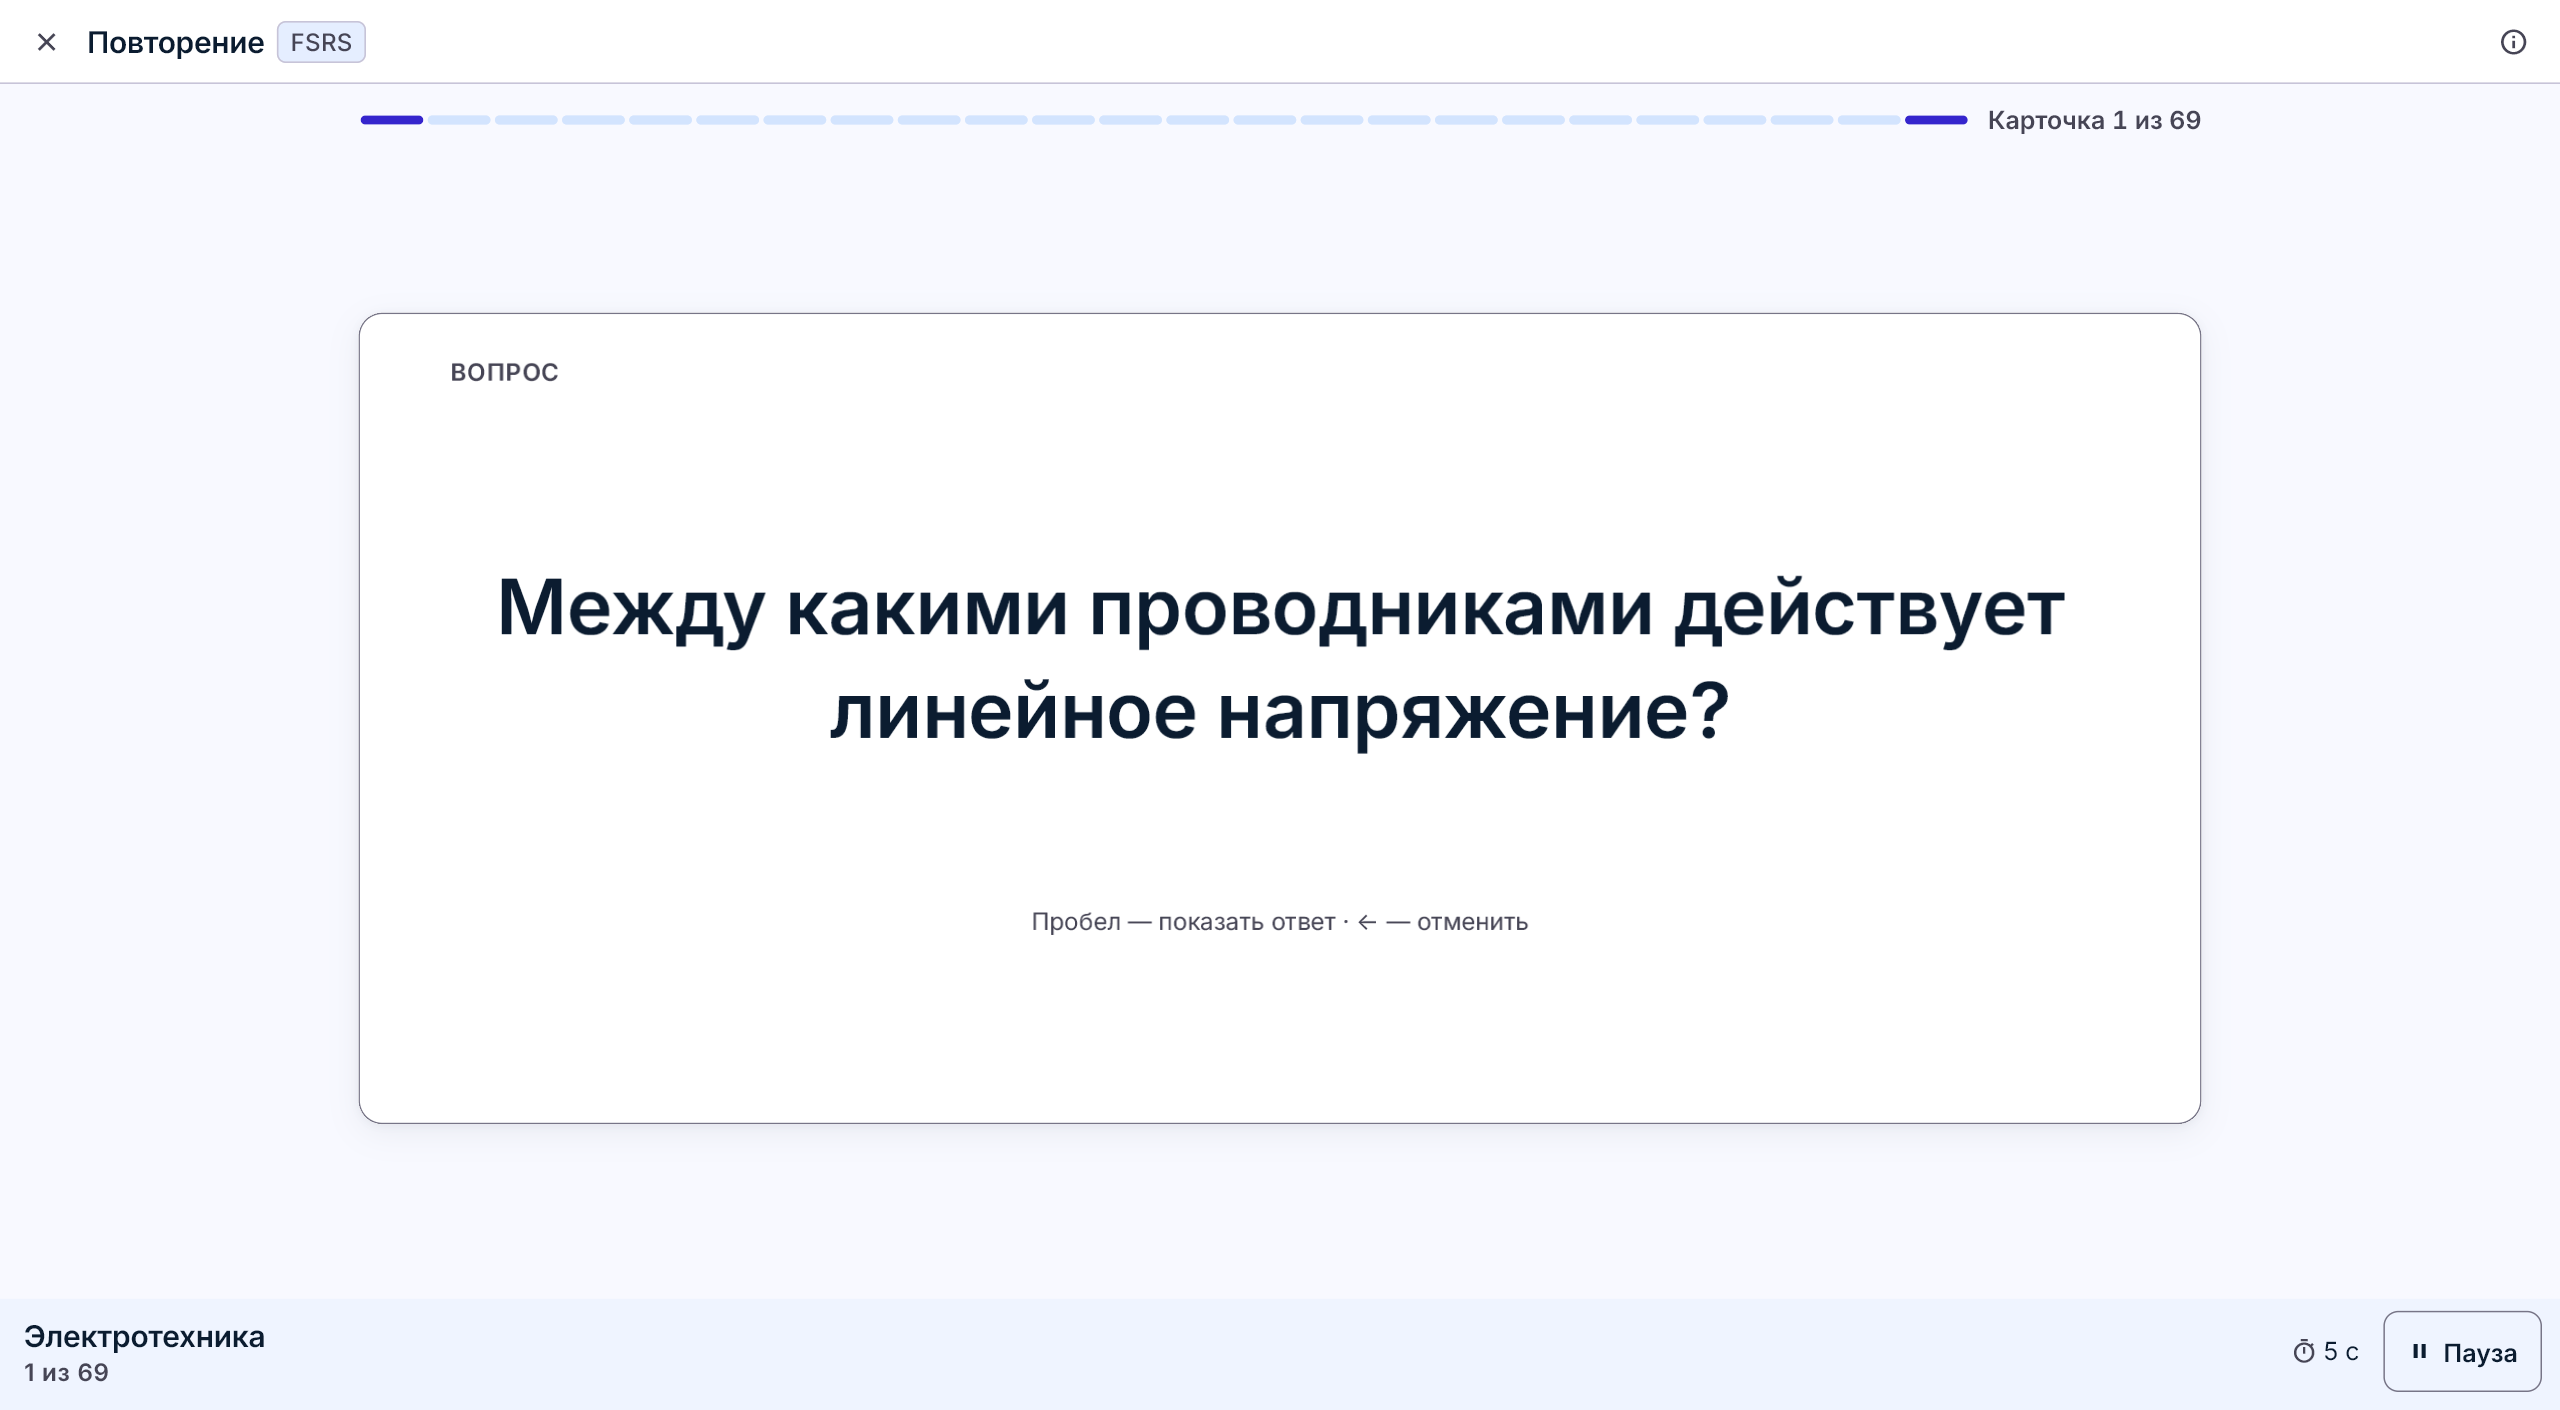 Повторение FSRS
Карточка 1 из 69
ВОПРОС
Между какими проводниками действует
линейное напряжение?
Пробел — показать ответ · ← — отменить
Электротехника
1 из 69
5 с
Пауза